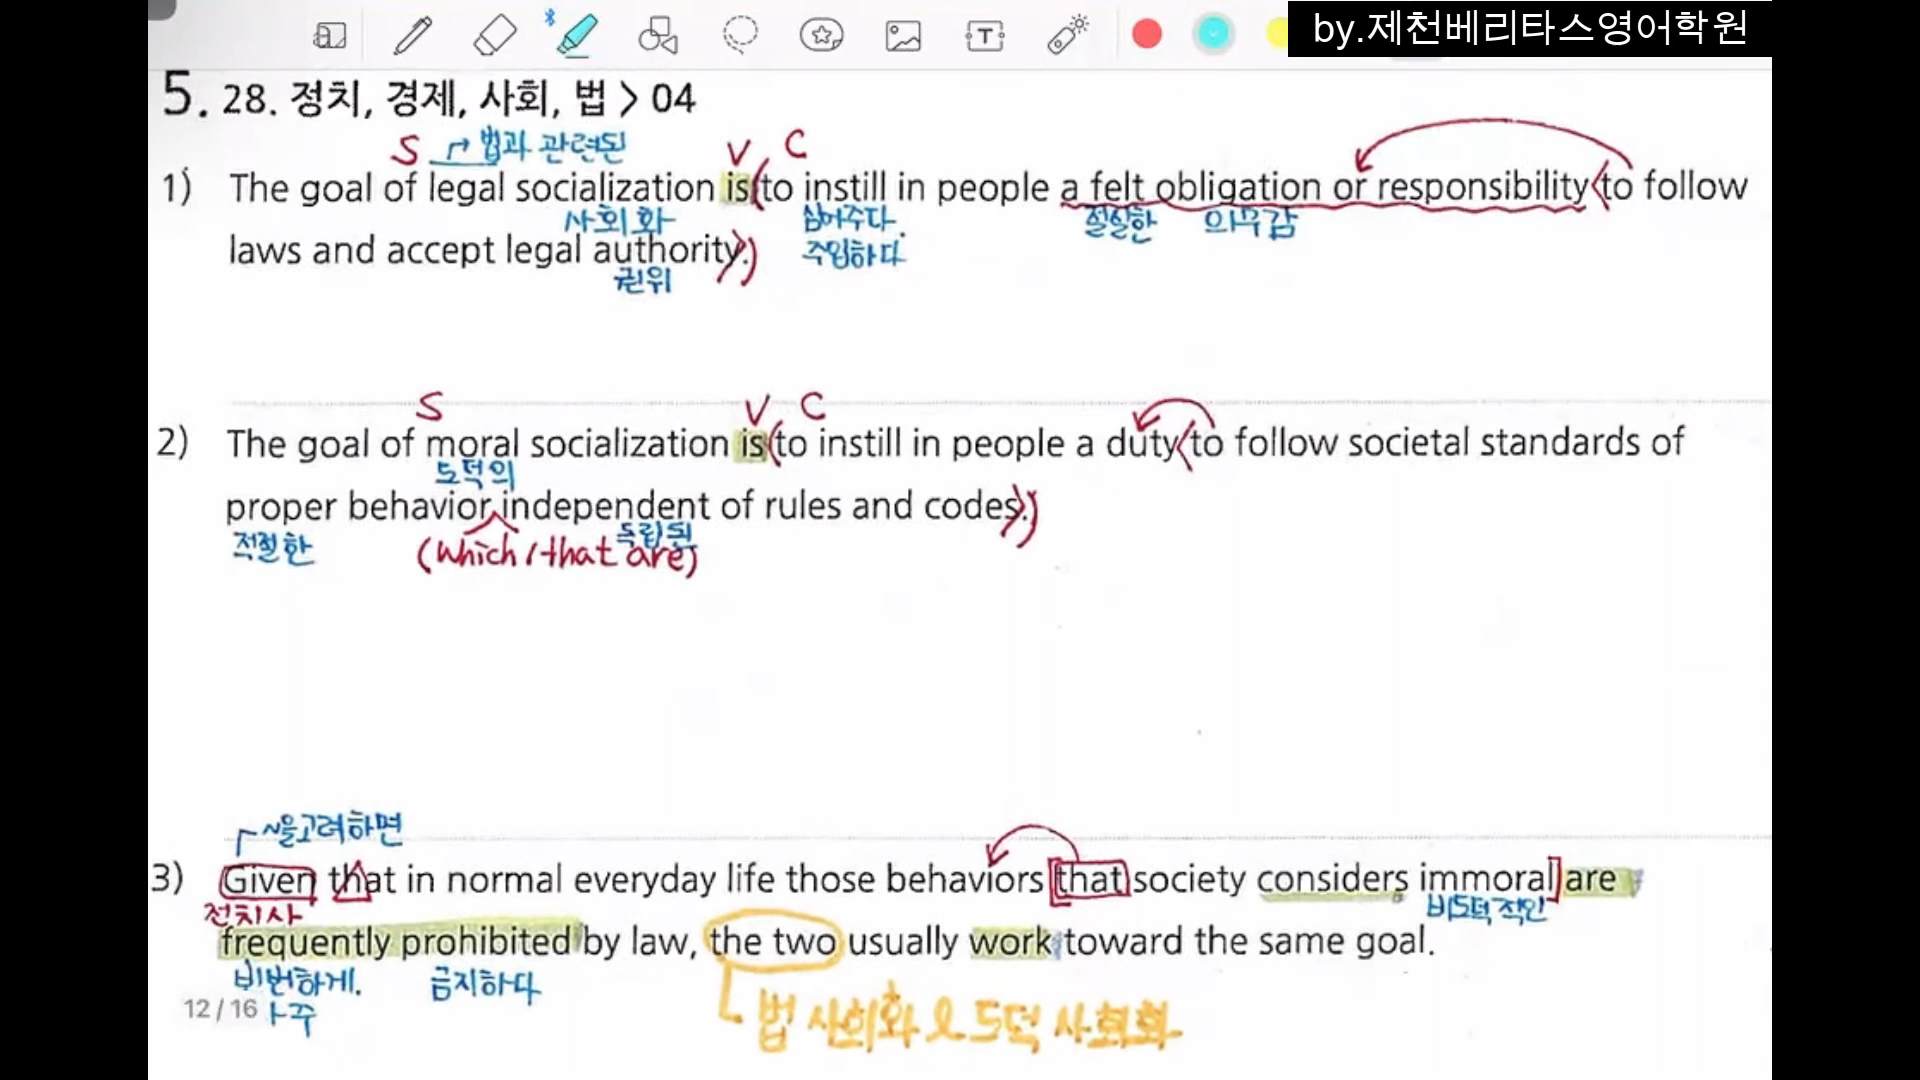 by.제천베리타스영어학원
5. 28. 정치, 경제, 사회, 법 > 04
S 법과 관련된 V C
1) The goal of legal socialization is (to instill in people a felt obligation or responsibility <to follow
사회화 심어주다. 절실한 의무감
laws and accept legal authority.>)
주입하다
권위
S V C
2) The goal of moral socialization is (to instill in people a duty <to follow societal standards of
도덕의
proper behavior independent of rules and codes.>)
적절한 (which/that are) 독립된
~을고려하면
3) Given that in normal everyday life those behaviors [that society considers immoral] are
전치사 비도덕적인
frequently prohibited by law, the two usually work toward the same goal.
빈번하게. 금지하다
12 / 16
법 사회화 & 도덕 사회화